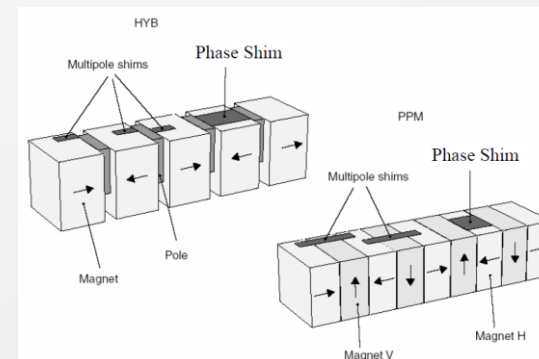 HYB
Phase Shim
Multipole shims
Pole
Magnet
PPM
Phase Shim
Multipole shims
Magnet H
Magnet V